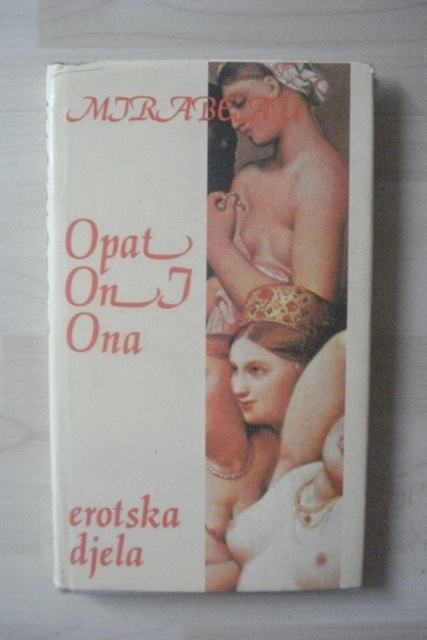 MIRABEAU
Opat
On I
Ona
erotska
djela